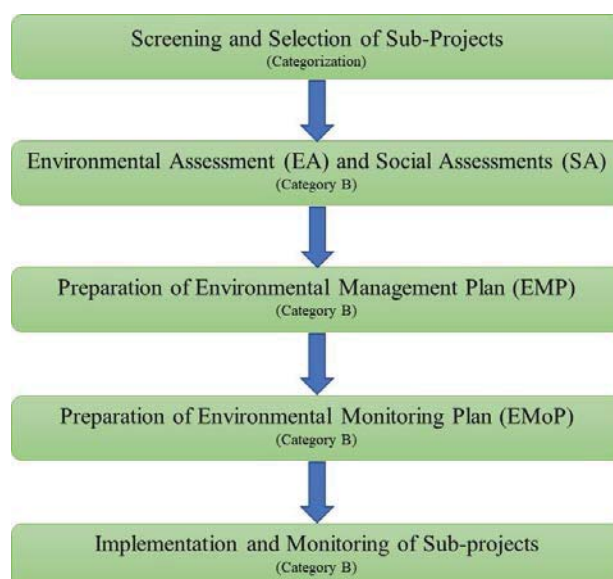 Screening and Selection of Sub-Projects
(Categorization)
Environmental Assessment (EA) and Social Assessments (SA)
(Category B)
Preparation of Environmental Management Plan (EMP)
(Category B)
Preparation of Environmental Monitoring Plan (EMoP)
(Category B)
Implementation and Monitoring of Sub-projects
(Category B)